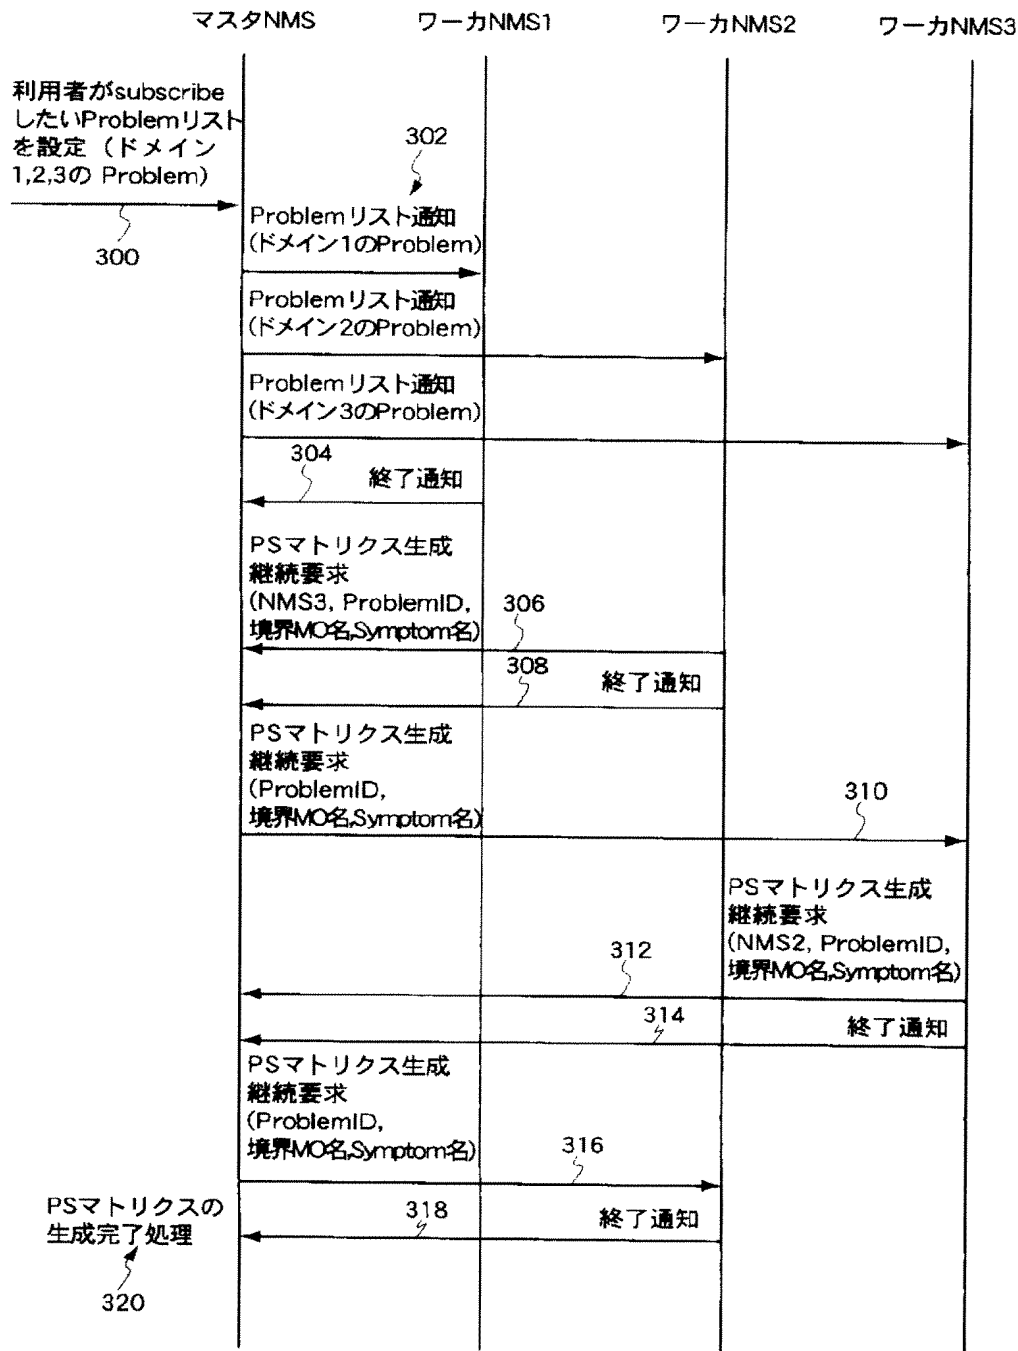 マスタNMS
ワーカNMS1
ワーカNMS2
ワーカNMS3
利用者がsubscribe
したいProblemリスト
を設定（ドメイン
1,2,3の Problem)
300
302
Problemリスト通知
(ドメイン1のProblem)
Problemリスト通知
(ドメイン2のProblem)
Problemリスト通知
(ドメイン3のProblem)
304
終了通知
PSマトリクス生成
継続要求
(NMS3, ProblemID,
境界MO名,Symptom名)
306
308
終了通知
PSマトリクス生成
継続要求
(ProblemID,
境界MO名,Symptom名)
310
PSマトリクス生成
継続要求
(NMS2, ProblemID,
境界MO名,Symptom名)
312
314
終了通知
PSマトリクス生成
継続要求
(ProblemID,
境界MO名,Symptom名)
316
318
終了通知
PSマトリクスの
生成完了処理
320